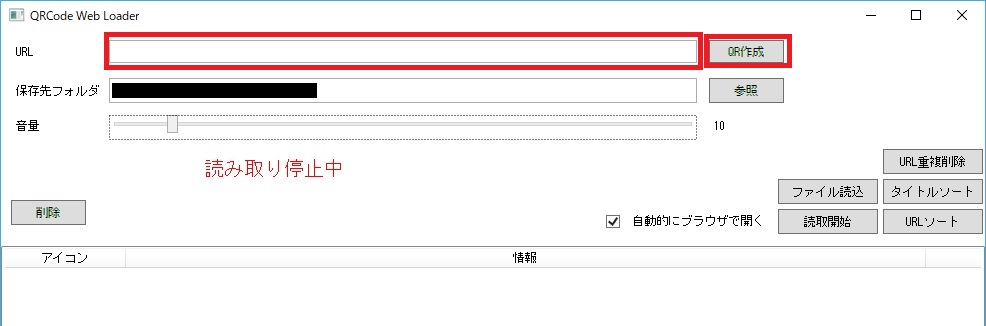 QRCode Web Loader
URL
QR作成
保存先フォルダ
参照
音量
10
読み取り停止中
URL重複削除
ファイル読込
タイトルソート
削除
自動的にブラウザで開く
読取開始
URLソート
アイコン
情報